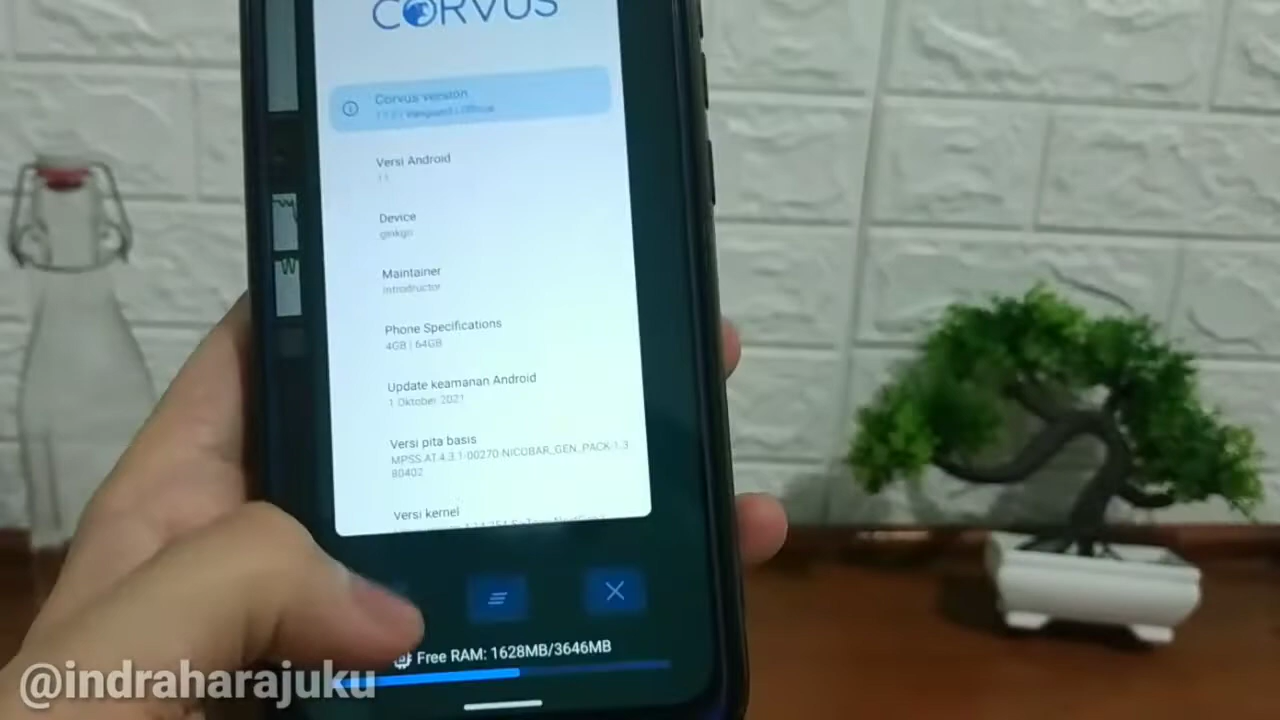 CORVUS
Corvus version
Versi Android
11
Device
ginkgo
Maintainer
Introdructor
Phone Specifications
4GB | 64GB
Update keamanan Android
1 Oktober 2021
Versi pita basis
MPSS.AT.4.3.1-00270-NICOBAR_GEN_PACK-1.3
80402
Versi kernel
Free RAM: 1628MB/3646MB
@indraharajuku